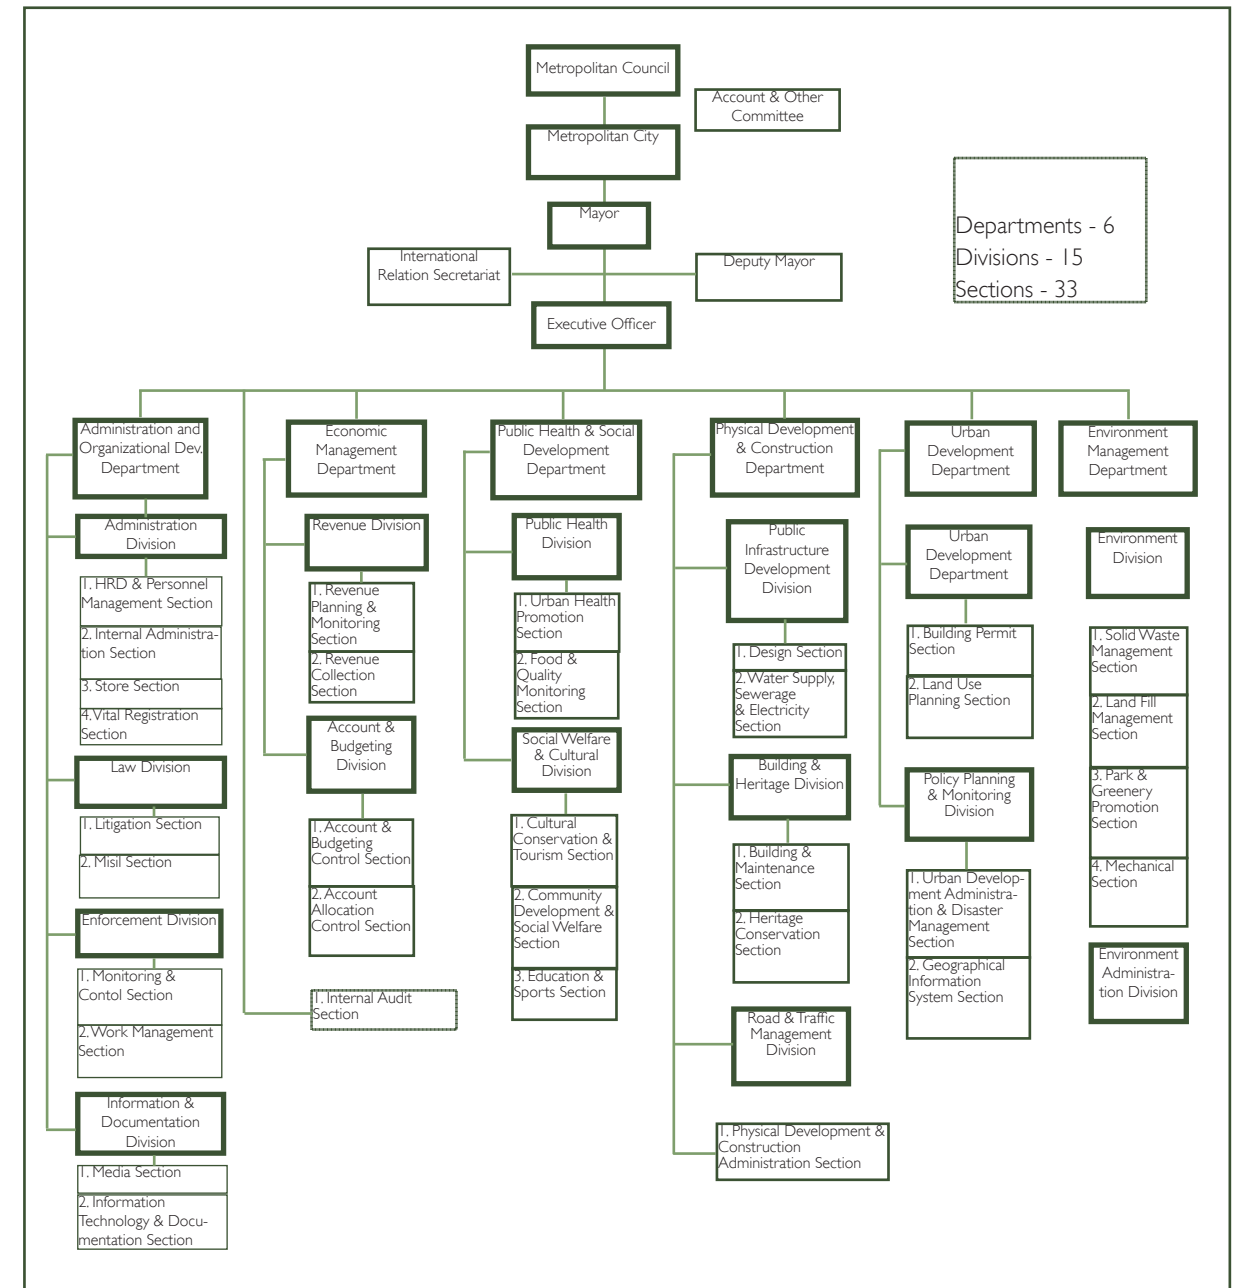 Metropolitan Council
Account & Other
Committee
Metropolitan City
Mayor
International
Relation Secretariat
Deputy Mayor
Departments - 6
Divisions - 15
Sections - 33
Executive Officer
Administration and
Organizational Dev.
Department
Administration
Division
1. HRD & Personnel
Management Section
2. Internal Administra-
tion Section
3. Store Section
4. Vital Registration
Section
Law Division
1. Litigation Section
2. Misil Section
Enforcement Division
1. Monitoring &
Contol Section
2. Work Management
Section
Information &
Documentation
Division
1. Media Section
2. Information
Technology & Docu-
mentation Section
Economic
Management
Department
Revenue Division
1. Revenue
Planning &
Monitoring
Section
2. Revenue
Collection
Section
Account &
Budgeting
Division
1. Account &
Budgeting
Control Section
2. Account
Allocation
Control Section
1. Internal Audit
Section
Public Health & Social
Development
Department
Public Health
Division
1. Urban Health
Promotion
Section
2. Food &
Quality
Monitoring
Section
Social Welfare
& Cultural
Division
1. Cultural
Conservation &
Tourism Section
2. Community
Development &
Social Welfare
Section
3. Education &
Sports Section
Physical Development
& Construction
Department
Public
Infrastructure
Development
Division
1. Design Section
2. Water Supply,
Sewerage
& Electricity
Section
Building &
Heritage Division
1. Building &
Maintenance
Section
2. Heritage
Conservation
Section
Road & Traffic
Management
Division
1. Physical Development &
Construction
Administration Section
Urban
Development
Department
Urban
Development
Department
1. Building Permit
Section
2. Land Use
Planning Section
Policy Planning
& Monitoring
Division
1. Urban Develop-
ment Administra-
tion & Disaster
Management
Section
2. Geographical
Information
System Section
Environment
Management
Department
Environment
Division
1. Solid Waste
Management
Section
2. Land Fill
Management
Section
3. Park &
Greenery
Promotion
Section
4. Mechanical
Section
Environment
Administra-
tion Division